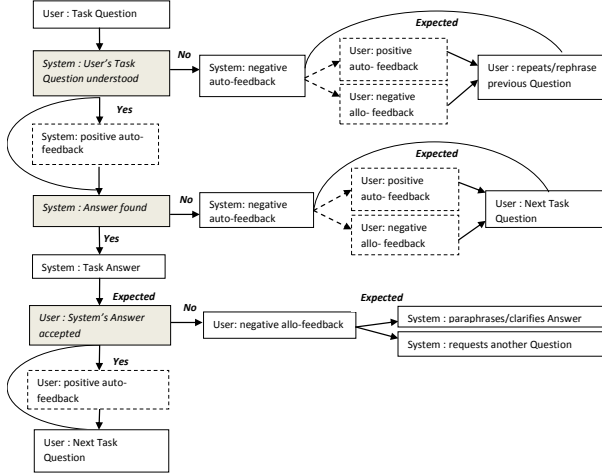 User : Task Question
Expected
System : User's Task
Question understood
No
System: negative
auto-feedback
User: positive
auto- feedback
User: negative
allo- feedback
User : repeats/rephrase
previous Question
Yes
System: positive auto-
feedback
Expected
System : Answer found
No
System: negative
auto-feedback
User: positive
auto- feedback
User: negative
allo- feedback
User : Next Task
Question
Yes
System : Task Answer
Expected
User : System's Answer
accepted
No
User: negative allo-feedback
Expected
System : paraphrases/clarifies Answer
System : requests another Question
Yes
User: positive auto-
feedback
User : Next Task
Question